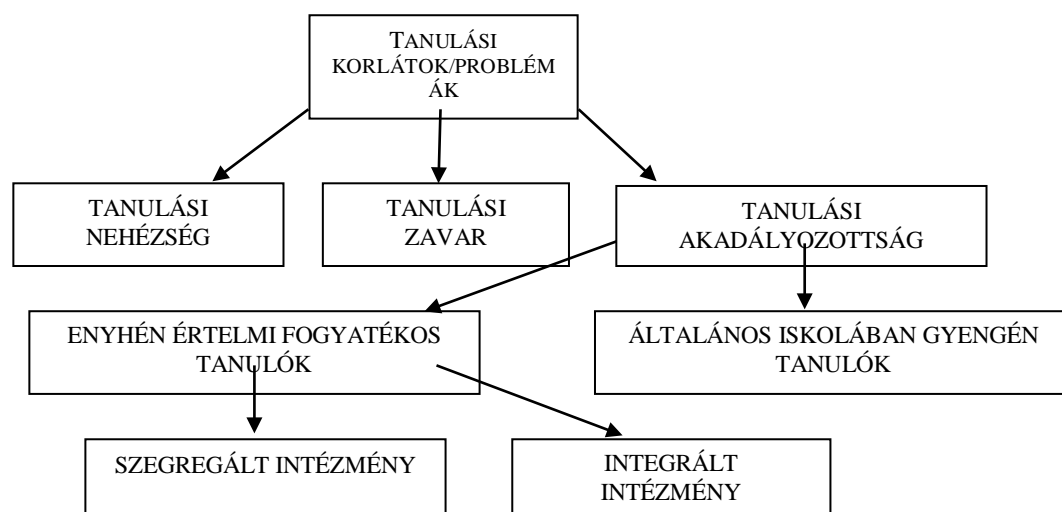 TANULÁSI
KORLÁTOK/PROBLÉM
ÁK
TANULÁSI
NEHÉZSÉG
TANULÁSI
ZAVAR
TANULÁSI
AKADÁLYOZOTTSÁG
ENYHÉN ÉRTELMI FOGYATÉKOS
TANULÓK
ÁLTALÁNOS ISKOLÁBAN GYENGÉN
TANULÓK
SZEGREGÁLT INTÉZMÉNY
INTEGRÁLT
INTÉZMÉNY